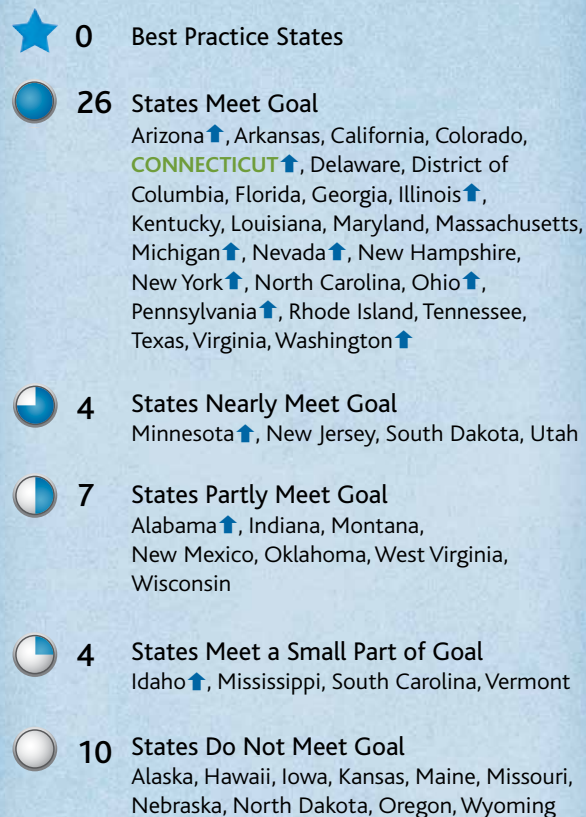 0 Best Practice States
26 States Meet Goal
Arizona⬆, Arkansas, California, Colorado,
CONNECTICUT⬆, Delaware, District of
Columbia, Florida, Georgia, Illinois⬆,
Kentucky, Louisiana, Maryland, Massachusetts,
Michigan⬆, Nevada⬆, New Hampshire,
New York⬆, North Carolina, Ohio⬆,
Pennsylvania⬆, Rhode Island, Tennessee,
Texas, Virginia, Washington⬆
4 States Nearly Meet Goal
Minnesota⬆, New Jersey, South Dakota, Utah
7 States Partly Meet Goal
Alabama⬆, Indiana, Montana,
New Mexico, Oklahoma, West Virginia,
Wisconsin
4 States Meet a Small Part of Goal
Idaho⬆, Mississippi, South Carolina, Vermont
10 States Do Not Meet Goal
Alaska, Hawaii, Iowa, Kansas, Maine, Missouri,
Nebraska, North Dakota, Oregon, Wyoming